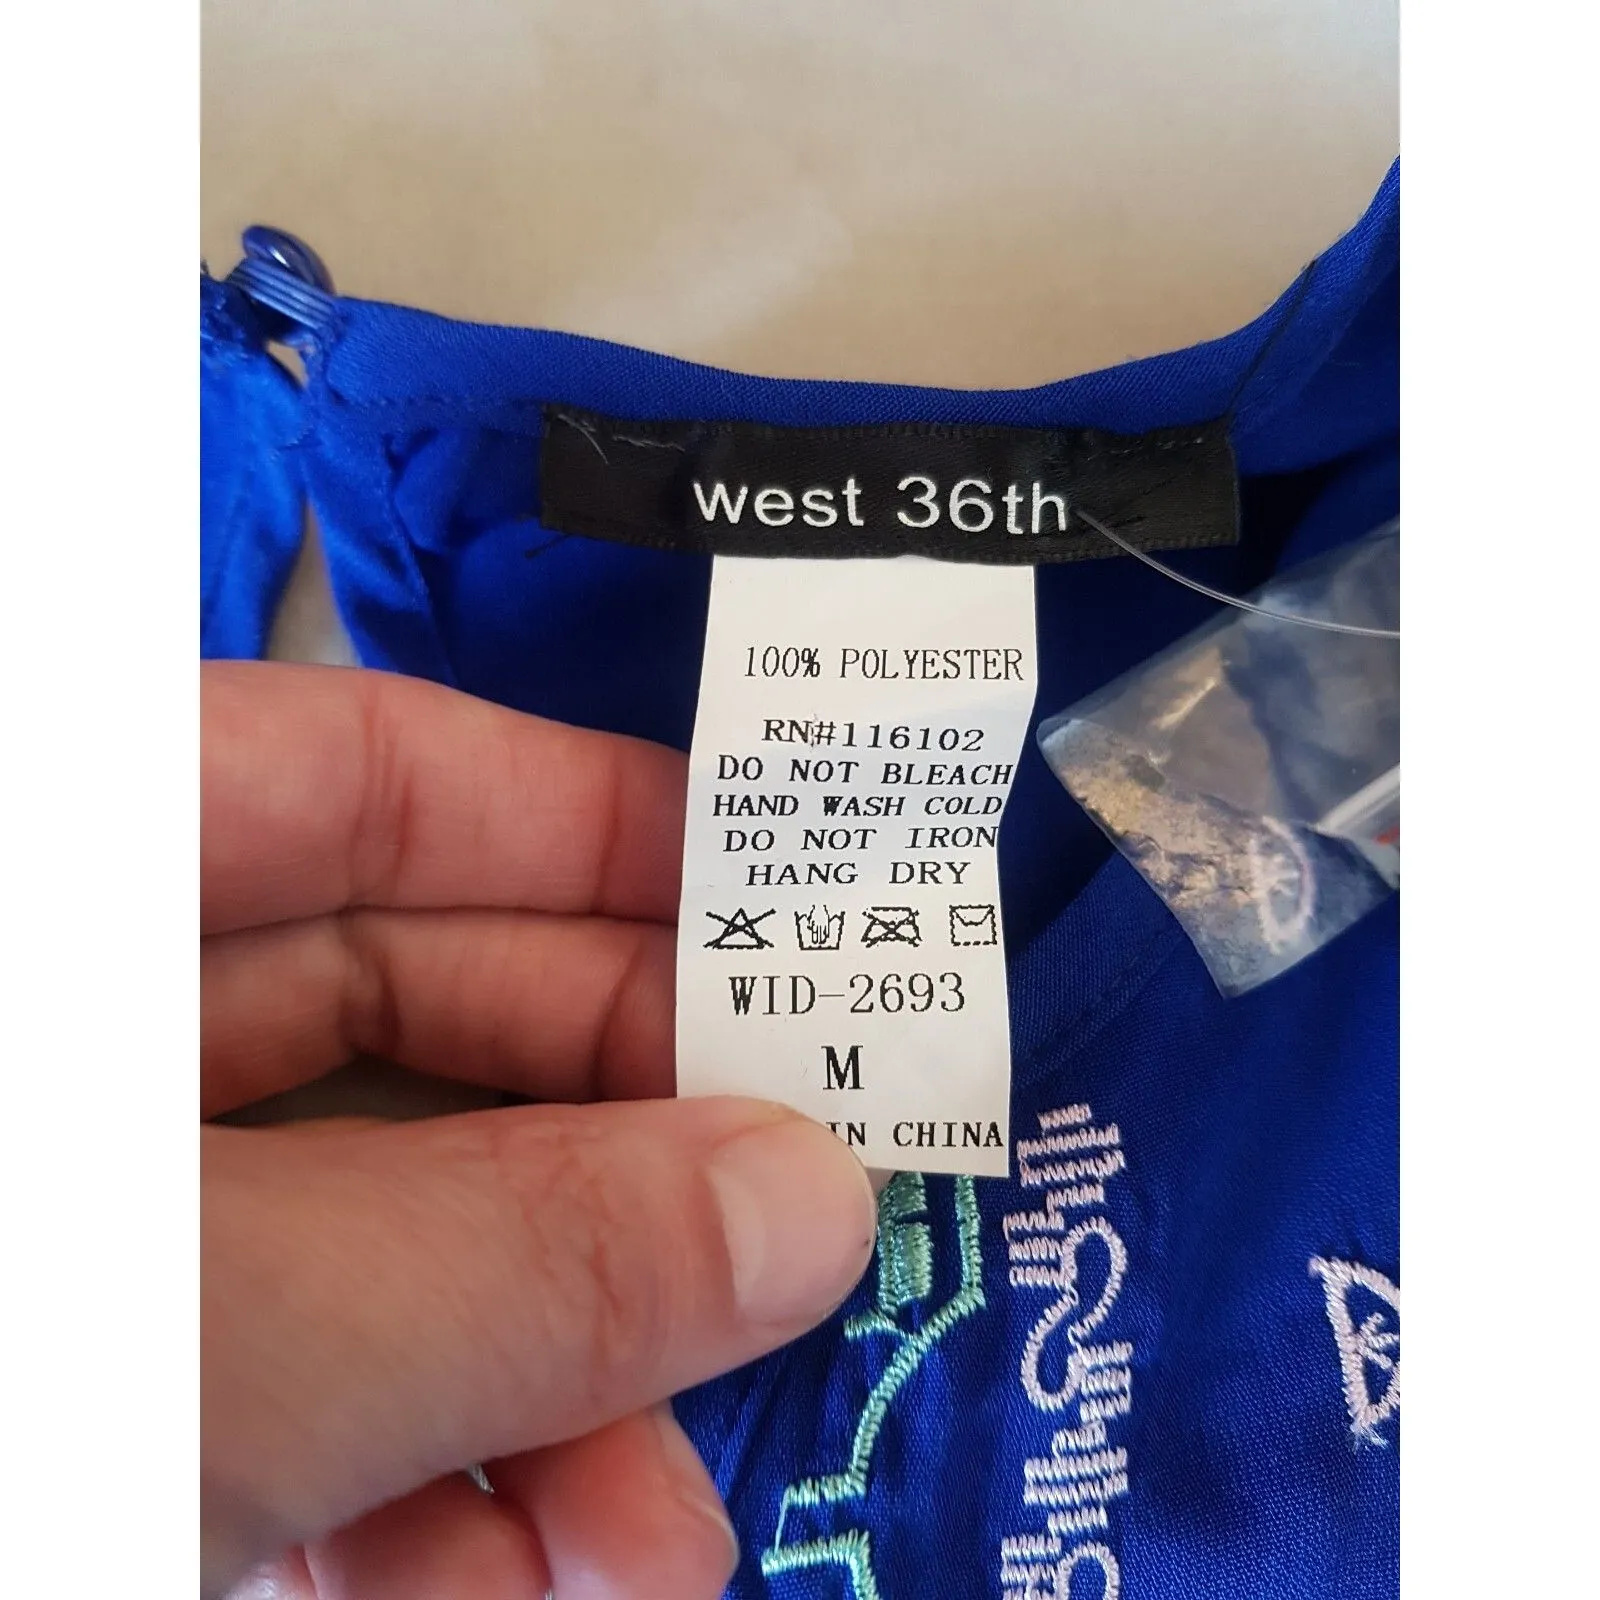 west 36th
100% POLYESTER
RN#116102
DO NOT BLEACH
HAND WASH COLD
DO NOT IRON
HANG DRY
WID-2693
M
IN CHINA